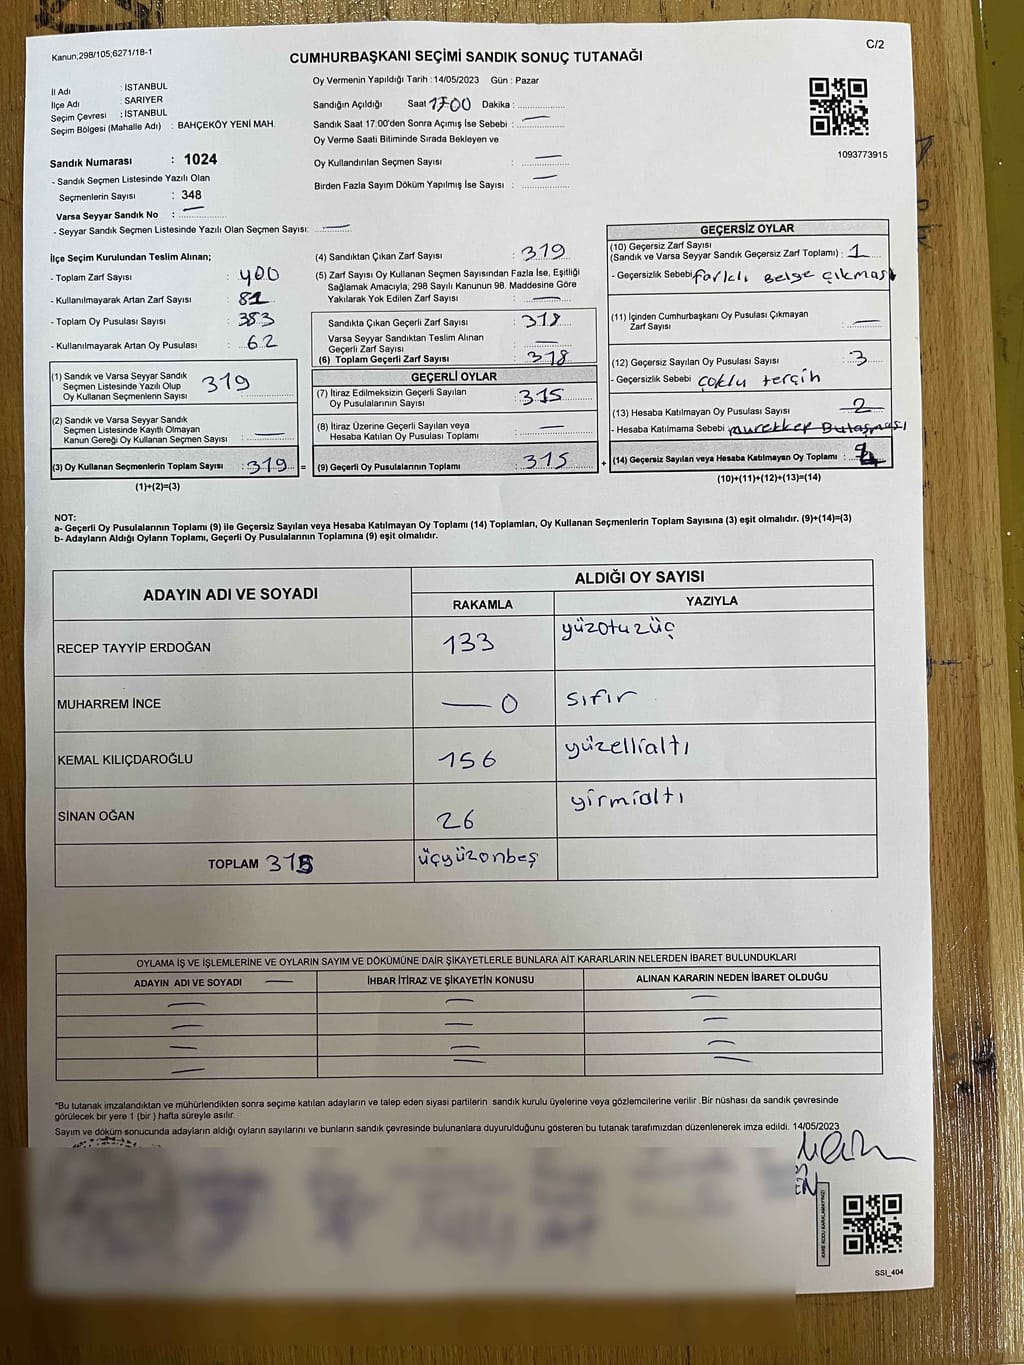 Kanun;298/105;6271/18-1
C/2
CUMHURBAŞKANI SEÇİMİ SANDIK SONUÇ TUTANAĞI
İl Adı : İSTANBUL
İlçe Adı : SARIYER
Seçim Çevresi : İSTANBUL
Seçim Bölgesi (Mahalle Adı) : BAHÇEKÖY YENİ MAH.
Sandık Numarası : 1024
- Sandık Seçmen Listesinde Yazılı Olan
Seçmenlerin Sayısı : 348
Varsa Seyyar Sandık No :
- Seyyar Sandık Seçmen Listesinde Yazılı Olan Seçmen Sayısı:
Oy Vermenin Yapıldığı Tarih : 14/05/2023 Gün : Pazar
Sandığın Açıldığı Saat 17:00 Dakika :
Sandık Saat 17:00'den Sonra Açımış İse Sebebi :
Oy Verme Saati Bitiminde Sırada Bekleyen ve
Oy Kullandırılan Seçmen Sayısı :
Birden Fazla Sayım Döküm Yapılmış İse Sayısı :
1093773915
İlçe Seçim Kurulundan Teslim Alınan;
- Toplam Zarf Sayısı : 400
- Kullanılmayarak Artan Zarf Sayısı : 81
- Toplam Oy Pusulası Sayısı : 383
- Kullanılmayarak Artan Oy Pusulası : 62
(1) Sandık ve Varsa Seyyar Sandık
Seçmen Listesinde Yazılı Olup
Oy Kullanan Seçmenlerin Sayısı 319
(2) Sandık ve Varsa Seyyar Sandık
Seçmen Listesinde Kayıtlı Olmayan
Kanun Gereği Oy Kullanan Seçmen Sayısı :
(3) Oy Kullanan Seçmenlerin Toplam Sayısı : 319 =
(1)+(2)=(3)
(4) Sandıktan Çıkan Zarf Sayısı : 319
(5) Zarf Sayısı Oy Kullanan Seçmen Sayısından Fazla İse, Eşitliği
Sağlamak Amacıyla; 298 Sayılı Kanunun 98. Maddesine Göre
Yakılarak Yok Edilen Zarf Sayısı :
Sandıkta Çıkan Geçerli Zarf Sayısı : 318
Varsa Seyyar Sandıktan Teslim Alınan
Geçerli Zarf Sayısı :
(6) Toplam Geçerli Zarf Sayısı : 318
GEÇERLİ OYLAR
(7) İtiraz Edilmeksizin Geçerli Sayılan
Oy Pusulalarının Sayısı : 315
(8) İtiraz Üzerine Geçerli Sayılan veya
Hesaba Katılan Oy Pusulası Toplamı :
(9) Geçerli Oy Pusulalarının Toplamı : 315 +
GEÇERSİZ OYLAR
(10) Geçersiz Zarf Sayısı
(Sandık ve Varsa Seyyar Sandık Geçersiz Zarf Toplamı) : 1
- Geçersizlik Sebebi farklı Belge çıkması
(11) İçinden Cumhurbaşkanı Oy Pusulası Çıkmayan
Zarf Sayısı :
(12) Geçersiz Sayılan Oy Pusulası Sayısı : 3
- Geçersizlik Sebebi çoklu tercih
(13) Hesaba Katılmayan Oy Pusulası Sayısı : 2
- Hesaba Katılmama Sebebi mürekkep Bulaşması
(14) Geçersiz Sayılan veya Hesaba Katılmayan Oy Toplamı : 4
(10)+(11)+(12)+(13)=(14)
NOT:
a- Geçerli Oy Pusulalarının Toplamı (9) ile Geçersiz Sayılan veya Hesaba Katılmayan Oy Toplamı (14) Toplamları, Oy Kullanan Seçmenlerin Toplam Sayısına (3) eşit olmalıdır. (9)+(14)=(3)
b- Adayların Aldığı Oyların Toplamı, Geçerli Oy Pusulalarının Toplamına (9) eşit olmalıdır.
ADAYIN ADI VE SOYADI
ALDIĞI OY SAYISI
RAKAMLA YAZIYLA
RECEP TAYYİP ERDOĞAN 133 yüzotuzüç
MUHARREM İNCE — 0 sıfır
KEMAL KILIÇDAROĞLU 156 yüzellialtı
SİNAN OĞAN 26 yirmialtı
TOPLAM 315 üçyüzonbeş
OYLAMA İŞ VE İŞLEMLERİNE VE OYLARIN SAYIM VE DÖKÜMÜNE DAİR ŞİKAYETLERLE BUNLARA AİT KARARLARIN NELERDEN İBARET BULUNDUKLARI
ADAYIN ADI VE SOYADI İHBAR İTİRAZ VE ŞİKAYETİN KONUSU ALINAN KARARIN NEDEN İBARET OLDUĞU
*Bu tutanak imzalandıktan ve mühürlendikten sonra seçime katılan adayların ve talep eden siyasi partilerin sandık kurulu üyelerine veya gözlemcilerine verilir .Bir nüshası da sandık çevresinde
görülecek bir yere 1 (bir ) hafta süreyle asılır.
Sayım ve döküm sonucunda adayların aldığı oyların sayılarını ve bunların sandık çevresinde bulunanlara duyurulduğunu gösteren bu tutanak tarafımızdan düzenlenerek imza edildi. 14/05/2023
KARE KODU KARALAMAYINIZ!
SSI_404